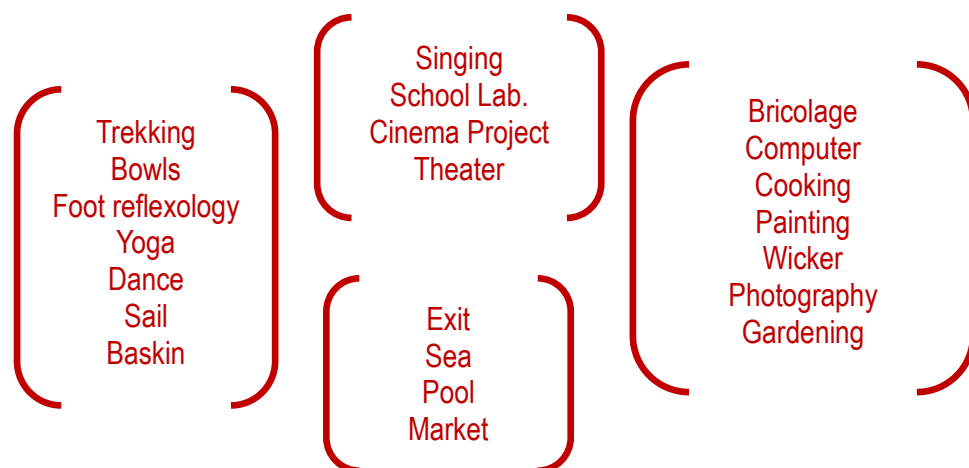 Trekking
Bowls
Foot reflexology
Yoga
Dance
Sail
Baskin
Singing
School Lab.
Cinema Project
Theater
Exit
Sea
Pool
Market
Bricolage
Computer
Cooking
Painting
Wicker
Photography
Gardening